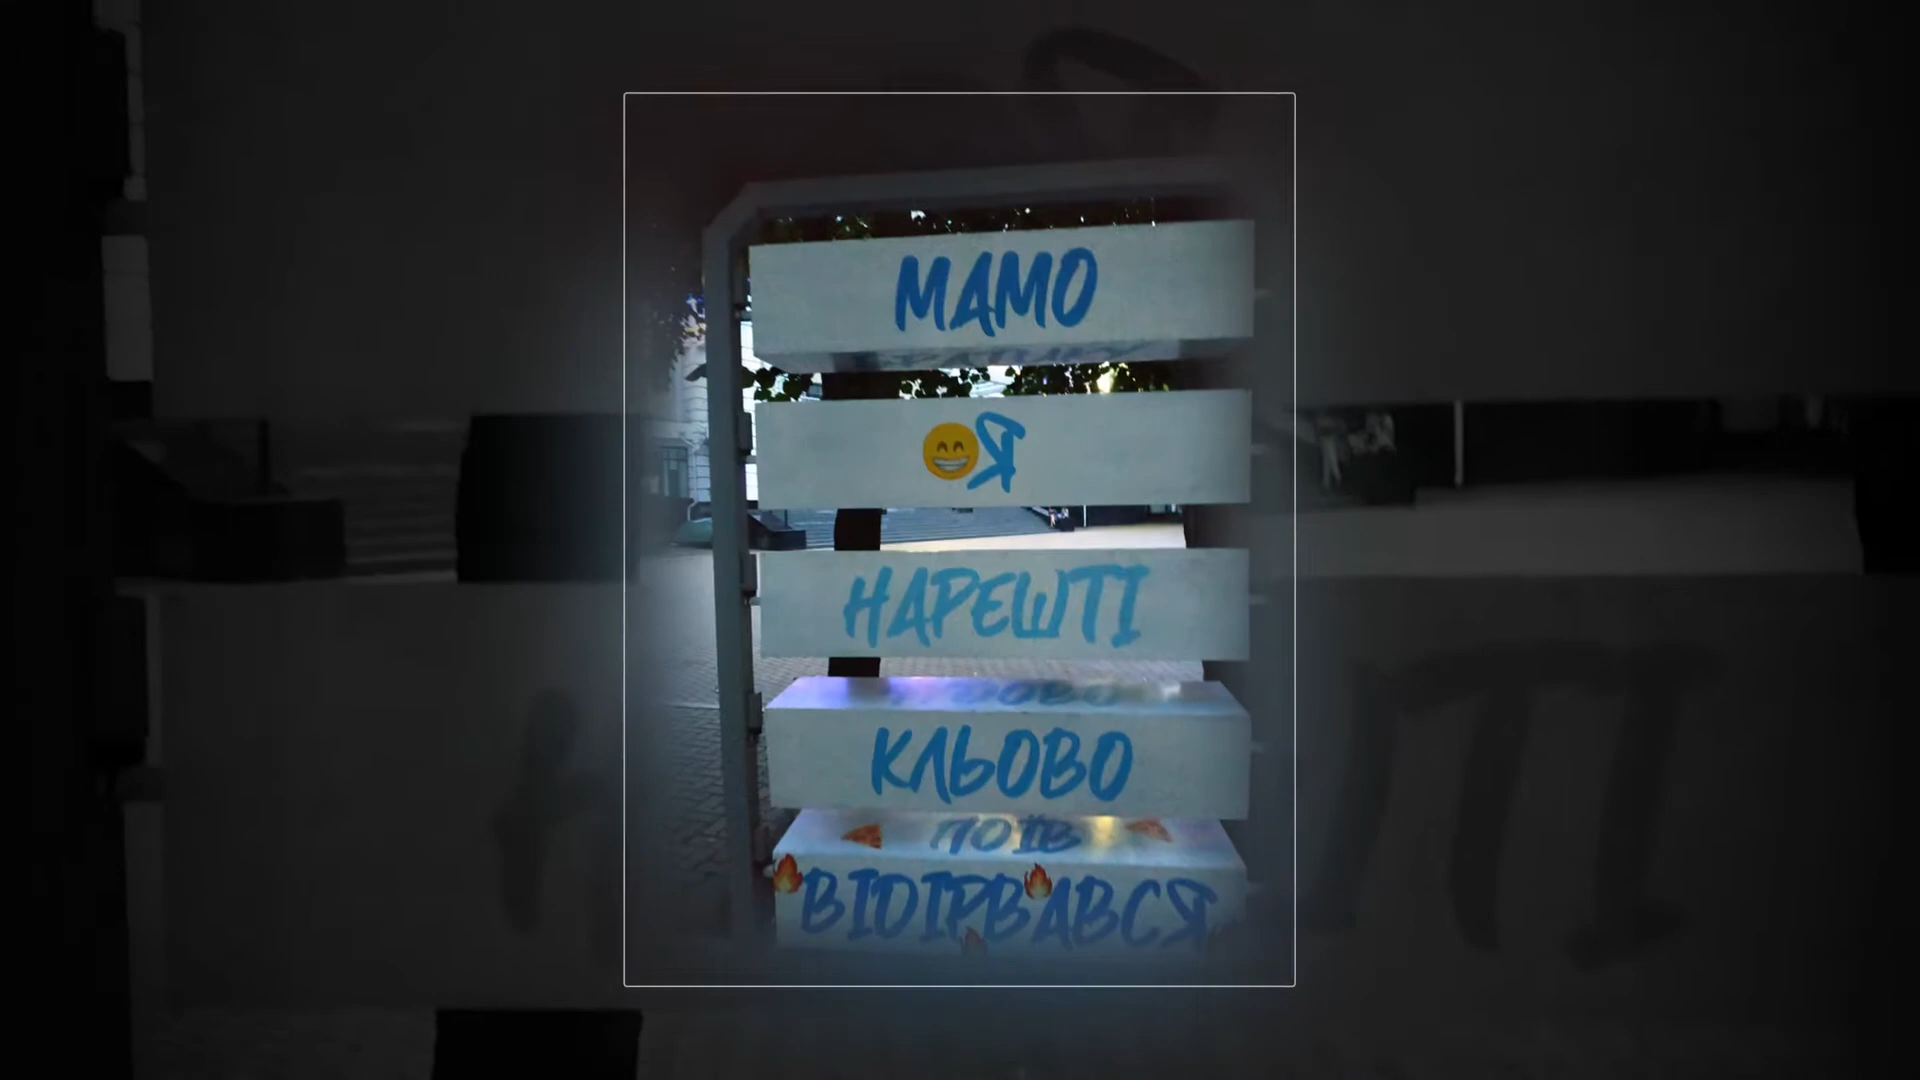 МАМО
😁Я
НАРЕШТІ
КЛЬОВО
ПОЇВ
ВІДІРВАВСЯ